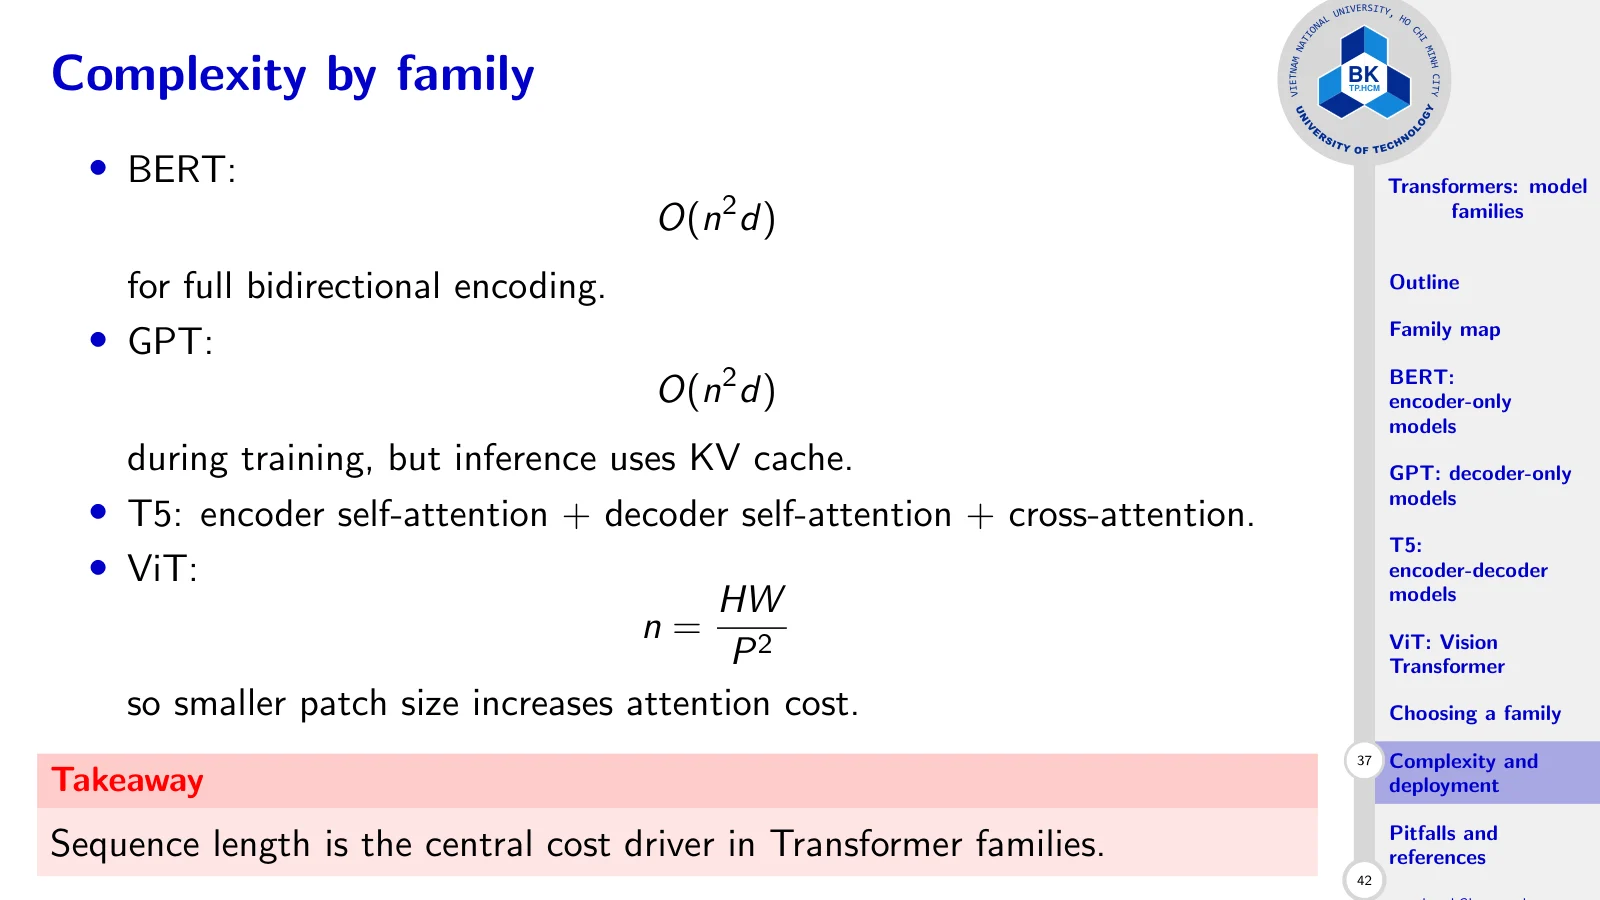 Complexity by family
• BERT:
O(n²d)
for full bidirectional encoding.
• GPT:
O(n²d)
during training, but inference uses KV cache.
• T5: encoder self-attention + decoder self-attention + cross-attention.
• ViT:
n = HW / P²
so smaller patch size increases attention cost.
Takeaway
Sequence length is the central cost driver in Transformer families.
VIETNAM NATIONAL UNIVERSITY, HO CHI MINH CITY
BK
TP.HCM
UNIVERSITY OF TECHNOLOGY
Transformers: model
families
Outline
Family map
BERT:
encoder-only
models
GPT: decoder-only
models
T5:
encoder-decoder
models
ViT: Vision
Transformer
Choosing a family
37
Complexity and
deployment
Pitfalls and
references
42